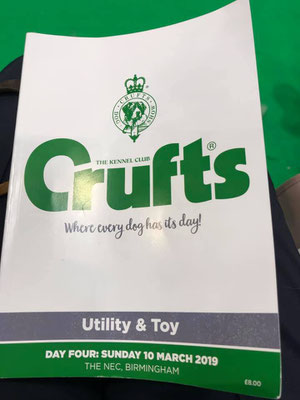 THE KENNEL CLUB
Crufts®
Where every dog has its day!
Utility & Toy
DAY FOUR: SUNDAY 10 MARCH 2019
THE NEC, BIRMINGHAM
£8.00